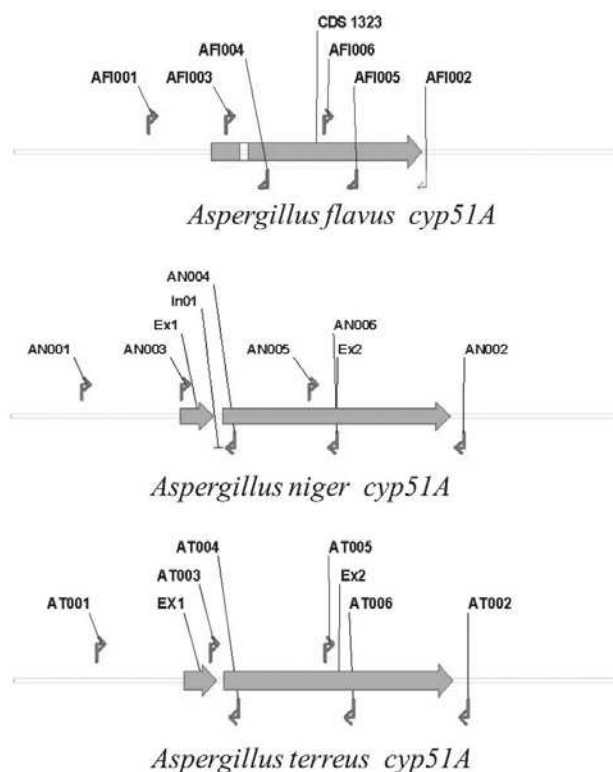 CDS 1323
AFI004 AFI006
AFI001 AFI003 AFI005 AFI002
Aspergillus flavus cyp51A
AN004
In01
Ex1 AN006
AN001 AN003 AN005 Ex2 AN002
Aspergillus niger cyp51A
AT004 AT005
AT003 Ex2
AT001 EX1 AT006 AT002
Aspergillus terreus cyp51A